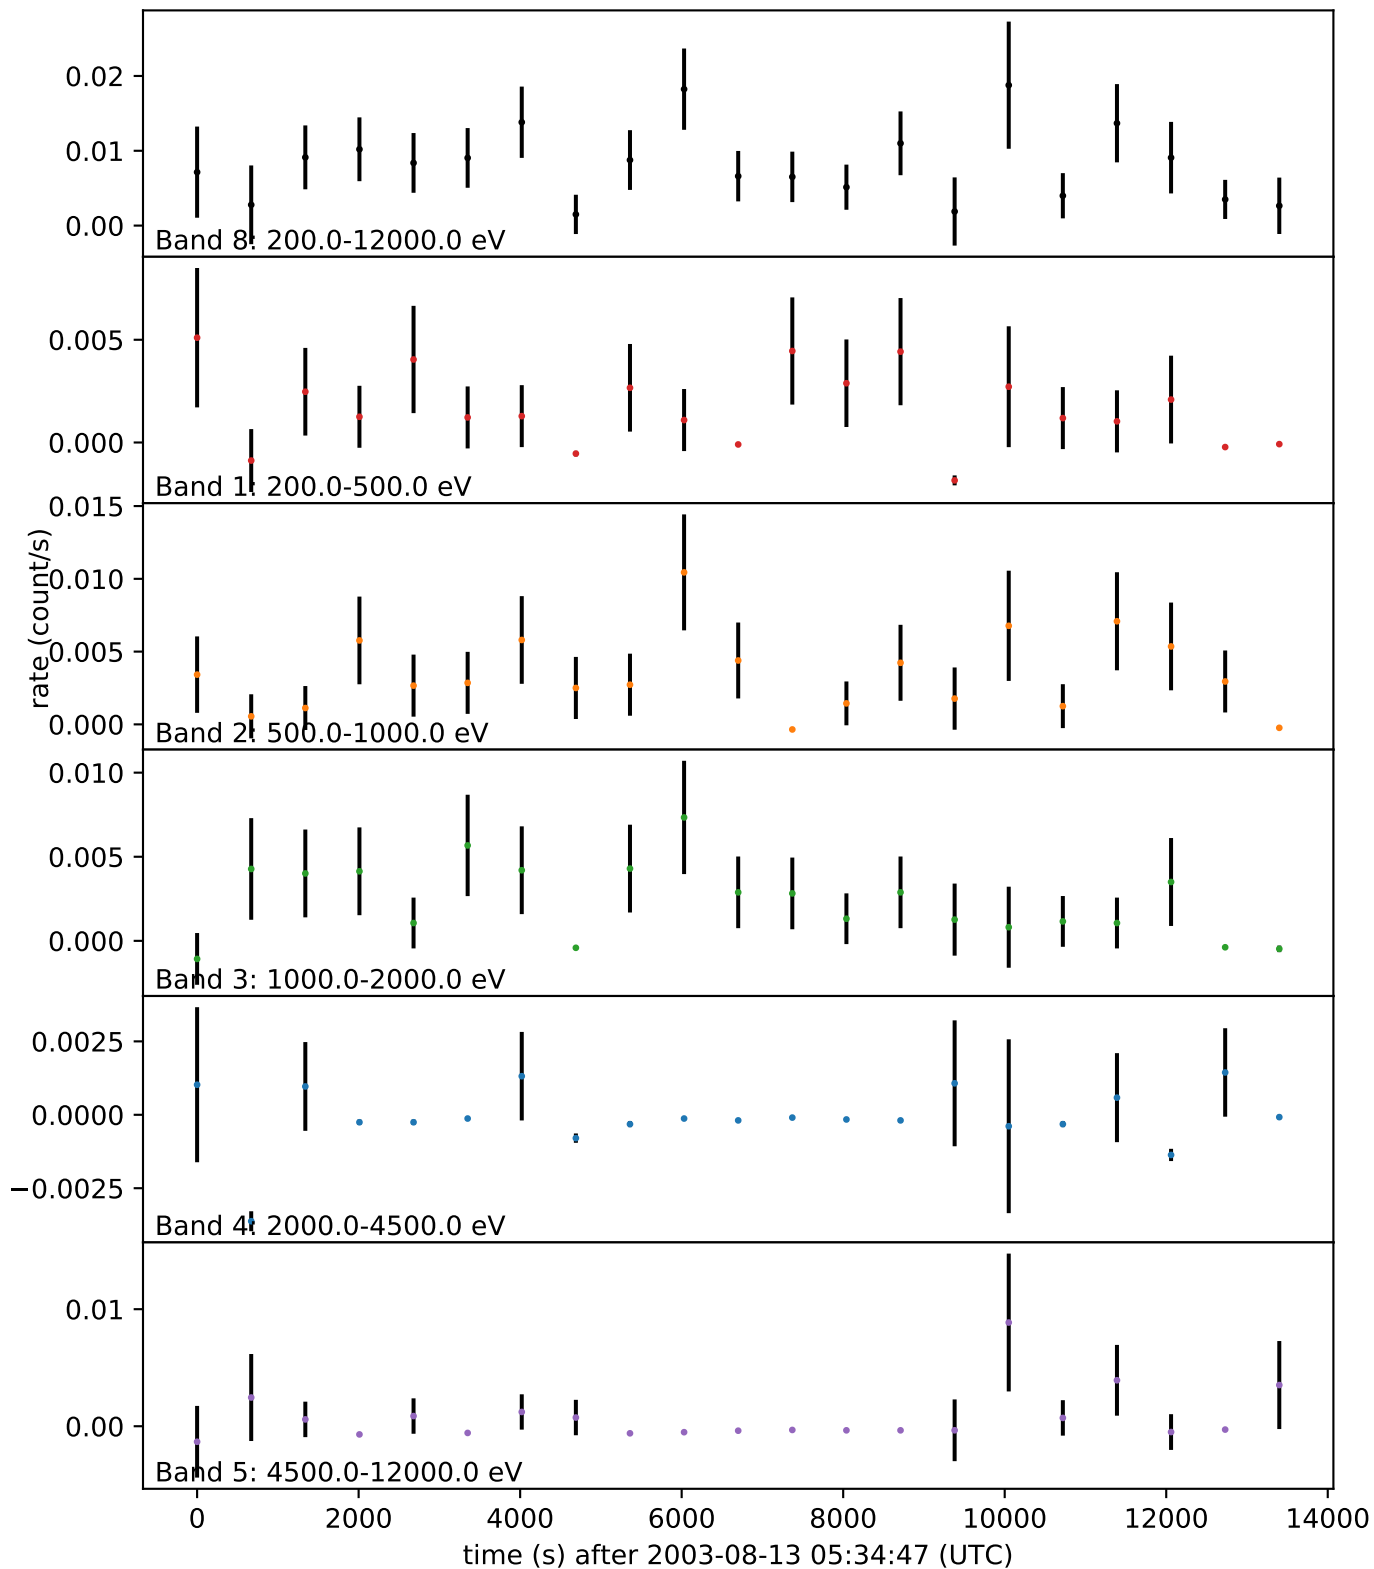 0.02
0.01
0.00
Band 8: 200.0-12000.0 eV
0.005
0.000
Band 1: 200.0-500.0 eV
rate (count/s)
0.015
0.010
0.005
0.000
Band 2: 500.0-1000.0 eV
0.010
0.005
0.000
Band 3: 1000.0-2000.0 eV
0.0025
0.0000
−0.0025
Band 4: 2000.0-4500.0 eV
0.01
0.00
Band 5: 4500.0-12000.0 eV
0 2000 4000 6000 8000 10000 12000 14000
time (s) after 2003-08-13 05:34:47 (UTC)